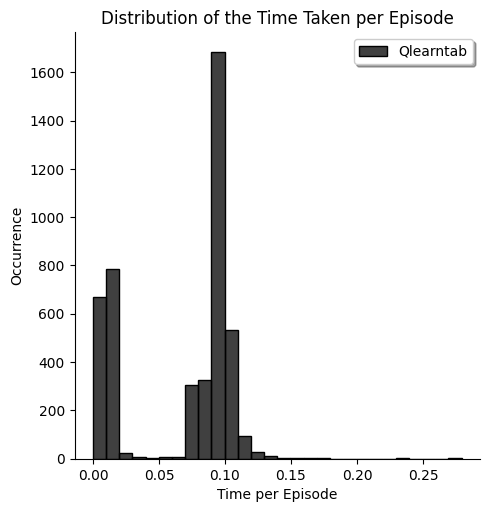 Distribution of the Time Taken per Episode
Qlearntab
1600
1400
1200
1000
800
600
400
200
0
Occurrence
0.00 0.05 0.10 0.15 0.20 0.25
Time per Episode